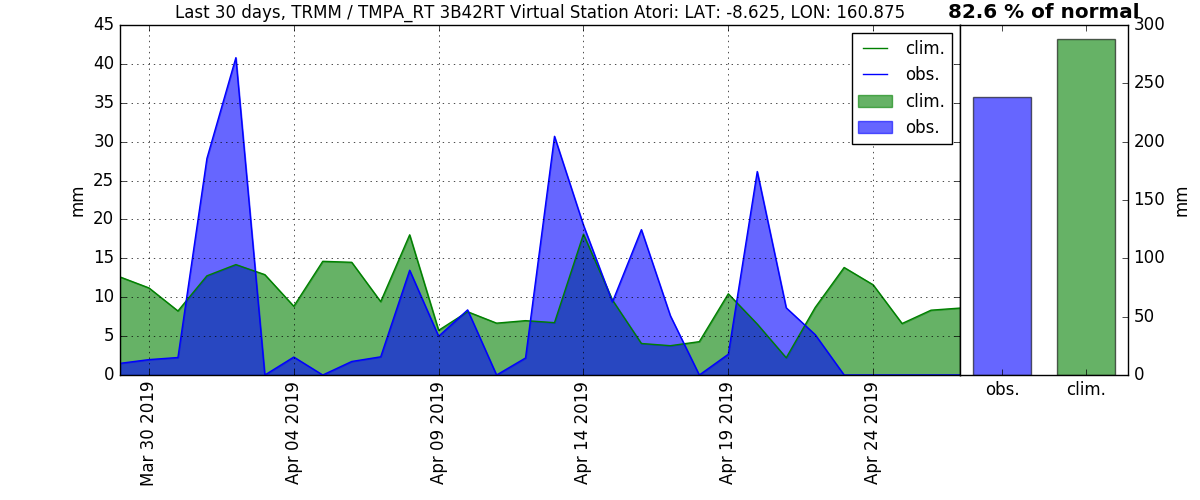 Last 30 days, TRMM / TMPA_RT 3B42RT Virtual Station Atori: LAT: -8.625, LON: 160.875
82.6 % of normal
45
40
35
30
25
20
15
10
5
0
mm
clim.
obs.
clim.
obs.
300
250
200
150
100
50
0
mm
Mar 30 2019
Apr 04 2019
Apr 09 2019
Apr 14 2019
Apr 19 2019
Apr 24 2019
obs.
clim.